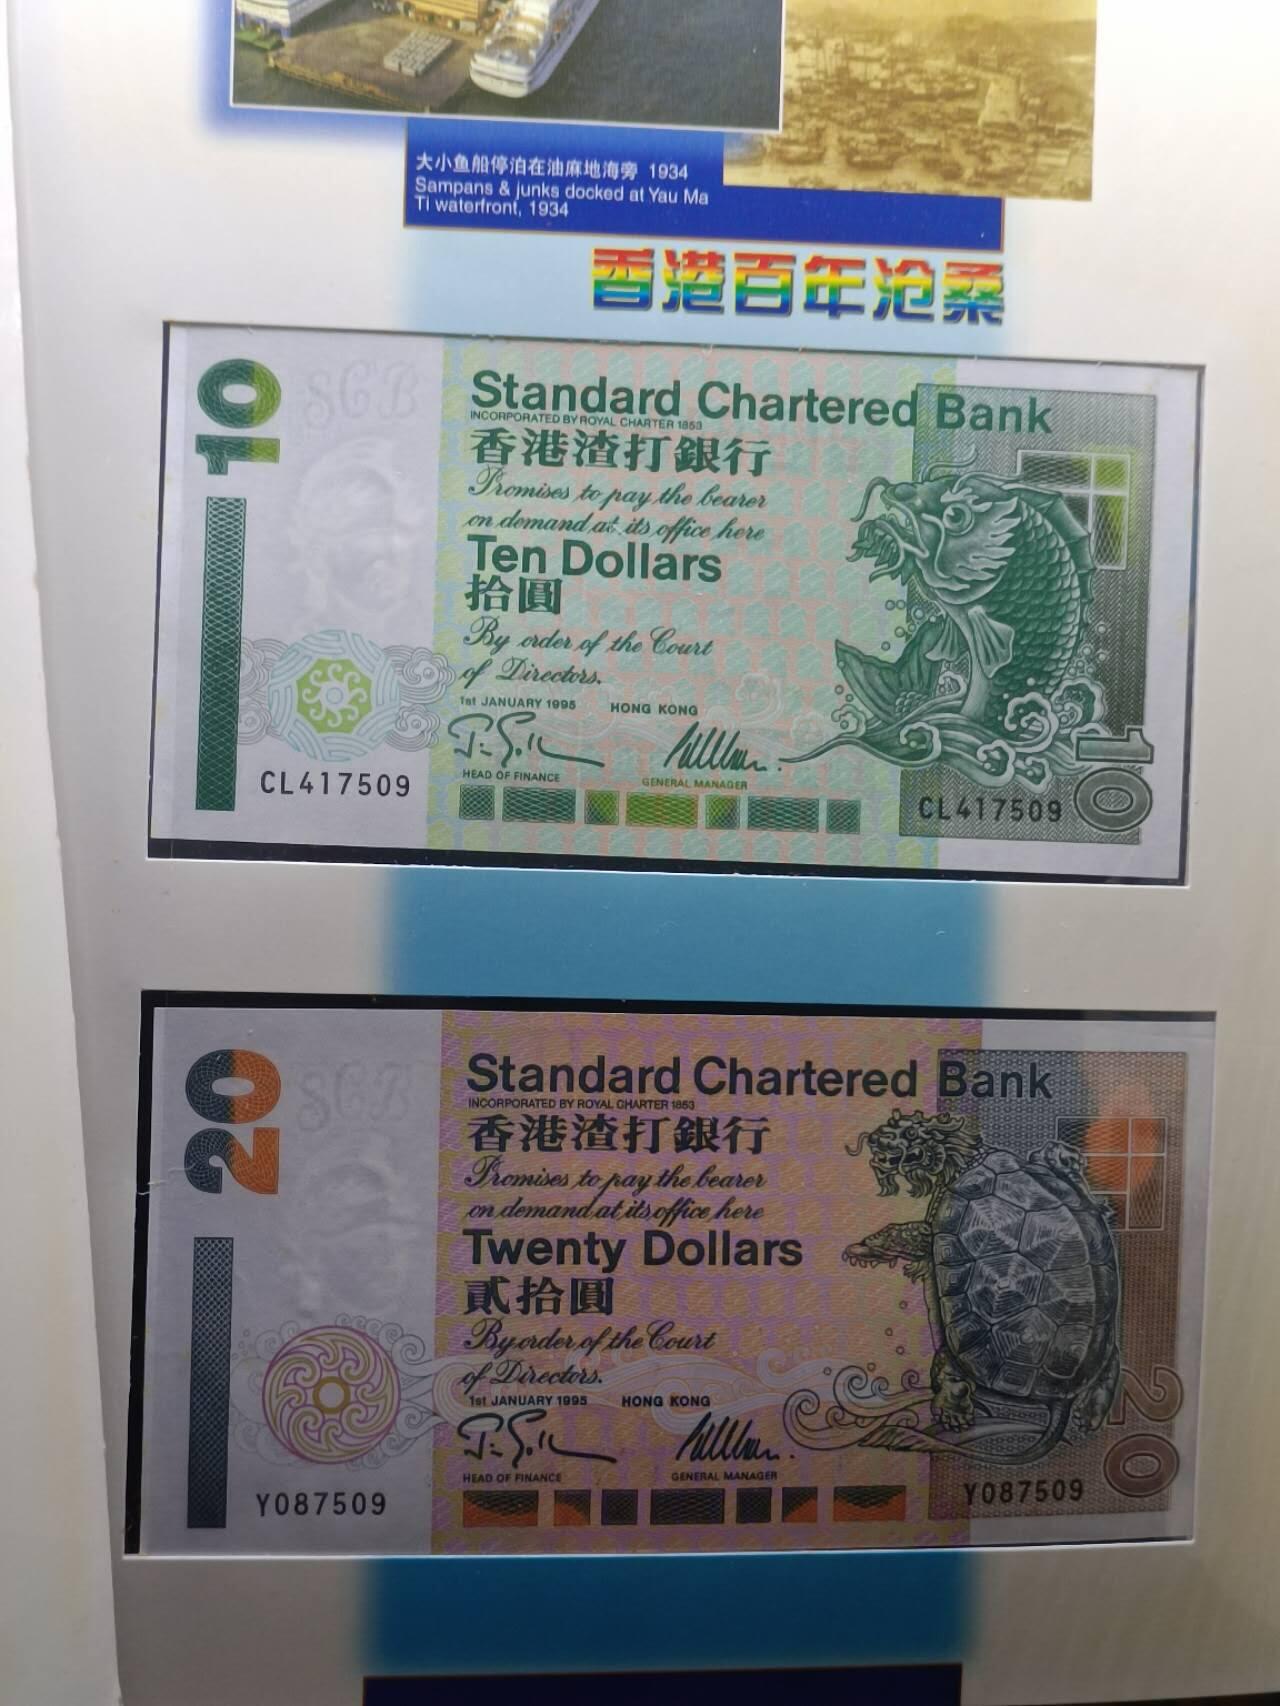 大小鱼船停泊在油麻地海旁 1934
Sampans & junks docked at Yau Ma
Ti waterfront, 1934
香港百年沧桑
10
SCB
Standard Chartered Bank
INCORPORATED BY ROYAL CHARTER 1853
香港渣打銀行
Promises to pay the bearer
on demand at its office here
Ten Dollars
拾圓
By order of the Court
of Directors.
1st JANUARY 1995 HONG KONG
HEAD OF FINANCE GENERAL MANAGER
CL417509
CL417509
10
20
SCB
Standard Chartered Bank
INCORPORATED BY ROYAL CHARTER 1853
香港渣打銀行
Promises to pay the bearer
on demand at its office here
Twenty Dollars
貳拾圓
By order of the Court
of Directors.
1st JANUARY 1995 HONG KONG
HEAD OF FINANCE GENERAL MANAGER
Y087509
Y087509
20